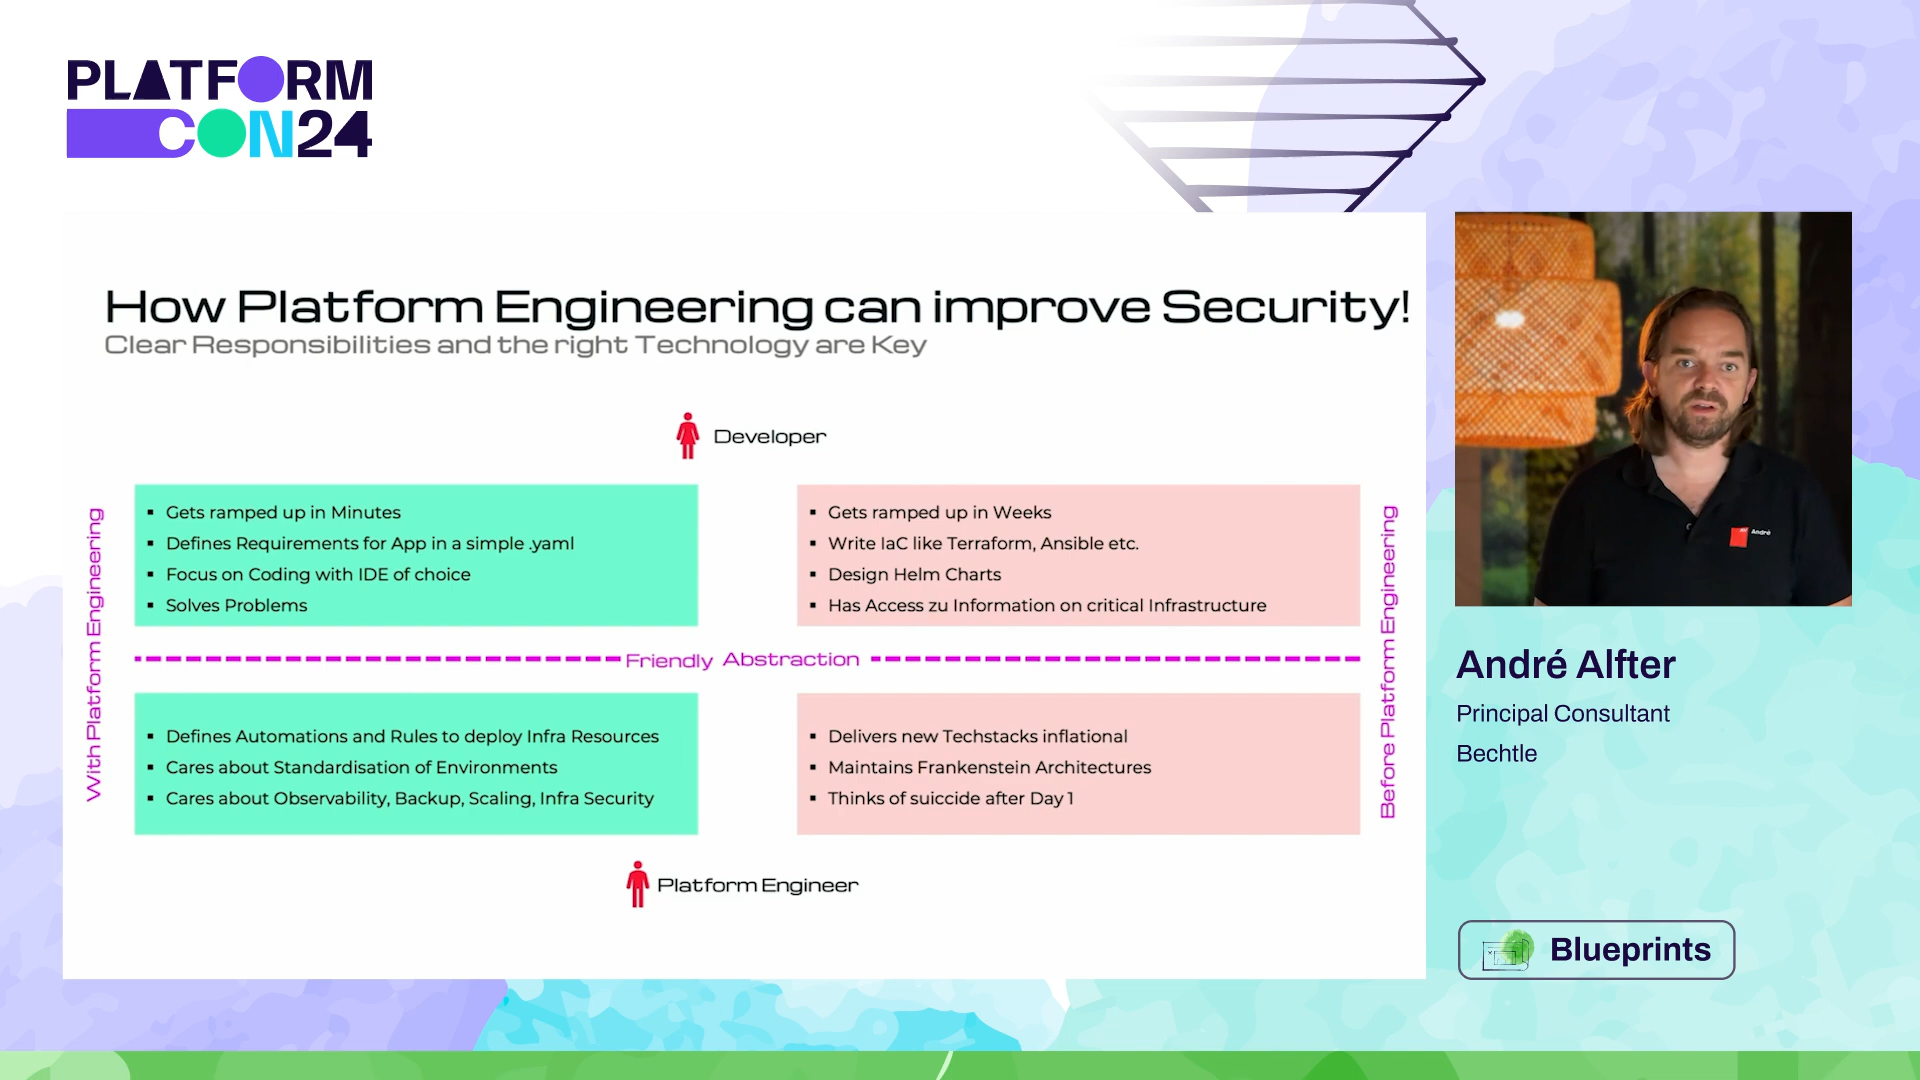 PLATFORM
CON24
How Platform Engineering can improve Security!
Clear Responsibilities and the right Technology are Key
Developer
With Platform Engineering
▪ Gets ramped up in Minutes
▪ Defines Requirements for App in a simple .yaml
▪ Focus on Coding with IDE of choice
▪ Solves Problems
▪ Gets ramped up in Weeks
▪ Write IaC like Terraform, Ansible etc.
▪ Design Helm Charts
▪ Has Access zu Information on critical Infrastructure
Before Platform Engineering
Friendly Abstraction
▪ Defines Automations and Rules to deploy Infra Resources
▪ Cares about Standardisation of Environments
▪ Cares about Observability, Backup, Scaling, Infra Security
▪ Delivers new Techstacks inflational
▪ Maintains Frankenstein Architectures
▪ Thinks of suiccide after Day 1
Platform Engineer
André
André Alfter
Principal Consultant
Bechtle
Blueprints